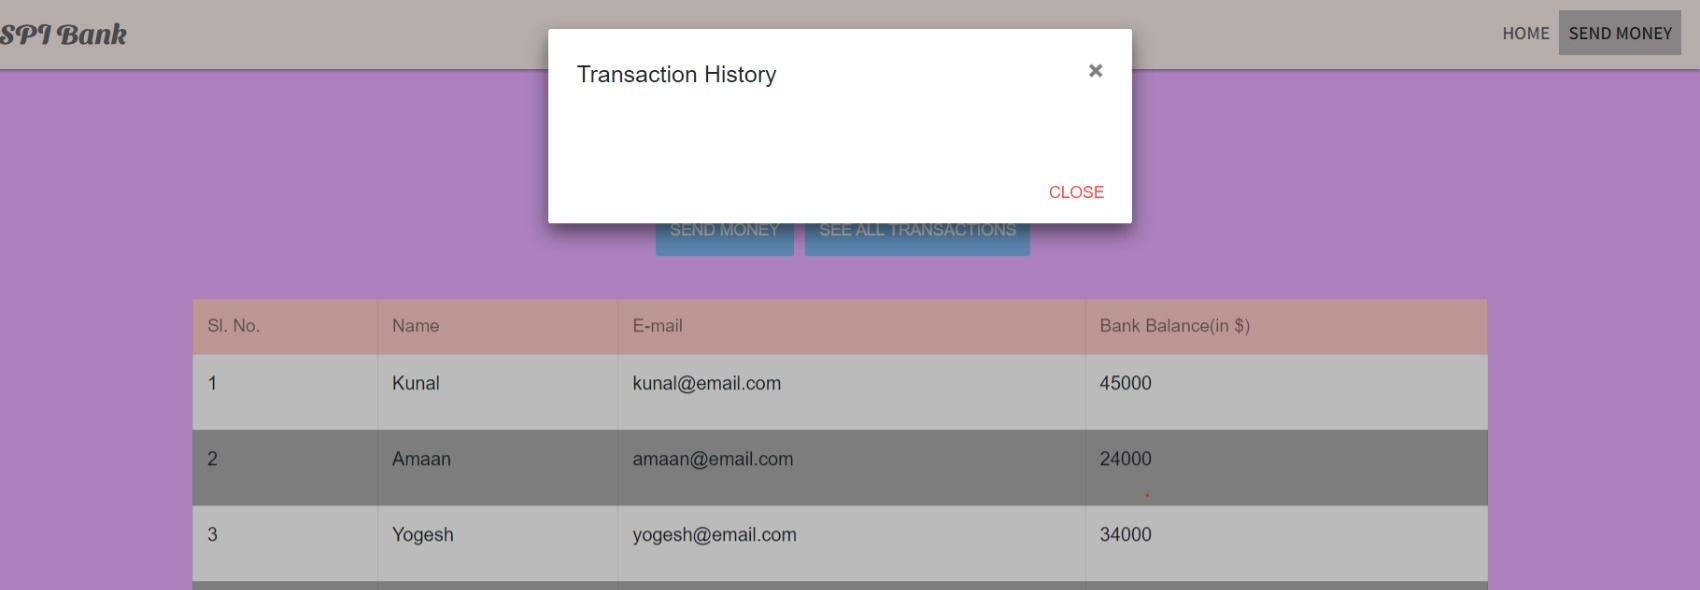 SPI Bank
HOME SEND MONEY
Transaction History ×
CLOSE
SEND MONEY SEE ALL TRANSACTIONS
Sl. No. Name E-mail Bank Balance(in $)
1 Kunal kunal@email.com 45000
2 Amaan amaan@email.com 24000
3 Yogesh yogesh@email.com 34000